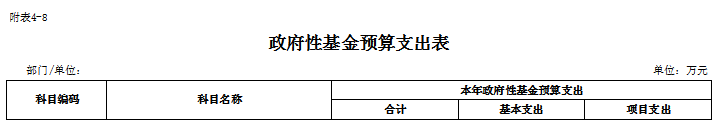 附表4-8
政府性基金预算支出表
部门/单位： 单位：万元
科目编码 科目名称 本年政府性基金预算支出
合计 基本支出 项目支出